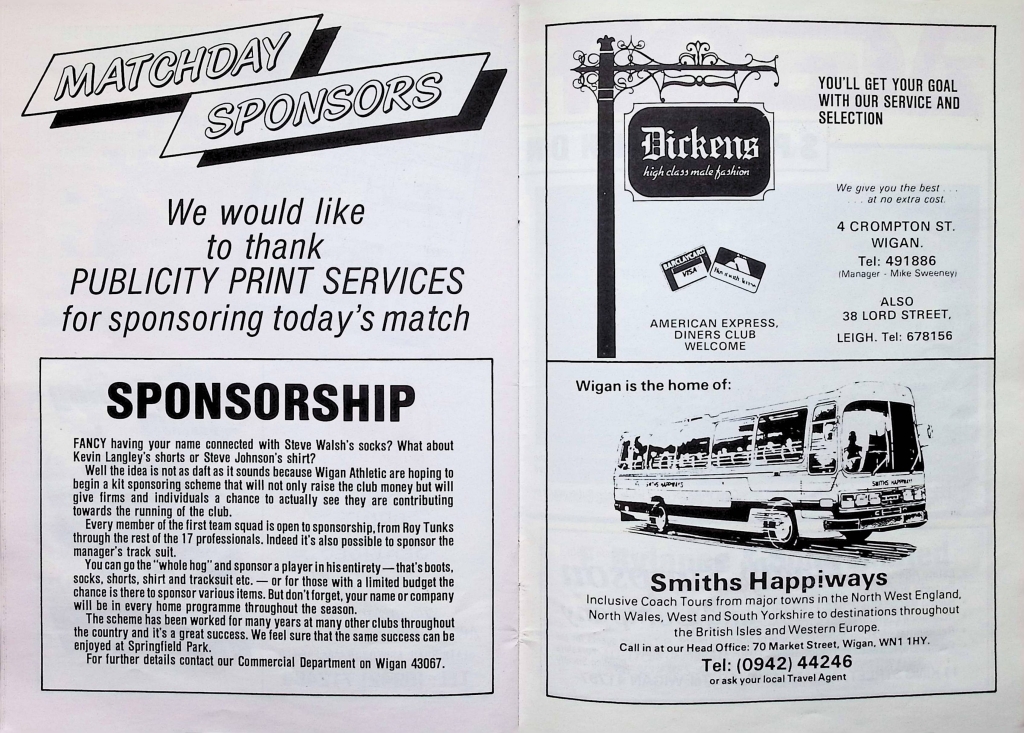 MATCHDAY
SPONSORS
We would like
to thank
PUBLICITY PRINT SERVICES
for sponsoring today's match
SPONSORSHIP
FANCY having your name connected with Steve Walsh's socks? What about
Kevin Langley's shorts or Steve Johnson's shirt?
Well the idea is not as daft as it sounds because Wigan Athletic are hoping to
begin a kit sponsoring scheme that will not only raise the club money but will
give firms and individuals a chance to actually see they are contributing
towards the running of the club.
Every member of the first team squad is open to sponsorship, from Roy Tunks
through the rest of the 17 professionals. Indeed it's also possible to sponsor the
manager's track suit.
You can go the "whole hog" and sponsor a player in his entirety — that's boots,
socks, shorts, shirt and tracksuit etc. — or for those with a limited budget the
chance is there to sponsor various items. But don't forget, your name or company
will be in every home programme throughout the season.
The scheme has been worked for many years at many other clubs throughout
the country and it's a great success. We feel sure that the same success can be
enjoyed at Springfield Park.
For further details contact our Commercial Department on Wigan 43067.
Dickens
high class male fashion
YOU'LL GET YOUR GOAL
WITH OUR SERVICE AND
SELECTION
We give you the best . . .
. . . at no extra cost.
4 CROMPTON ST.
WIGAN.
Tel: 491886
(Manager - Mike Sweeney)
ALSO
38 LORD STREET,
LEIGH. Tel: 678156
BARCLAYCARD
VISA
AMERICAN EXPRESS,
DINERS CLUB
WELCOME
Wigan is the home of:
SMITHS HAPPIWAYS
SMITHS HAPPIWAYS
Smiths Happiways
Inclusive Coach Tours from major towns in the North West England,
North Wales, West and South Yorkshire to destinations throughout
the British Isles and Western Europe.
Call in at our Head Office: 70 Market Street, Wigan, WN1 1HY.
Tel: (0942) 44246
or ask your local Travel Agent